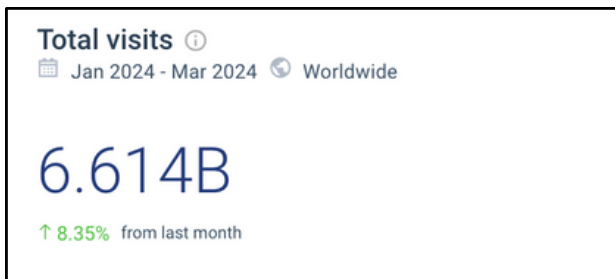 Total visits
Jan 2024 - Mar 2024 Worldwide
6.614B
↑ 8.35% from last month